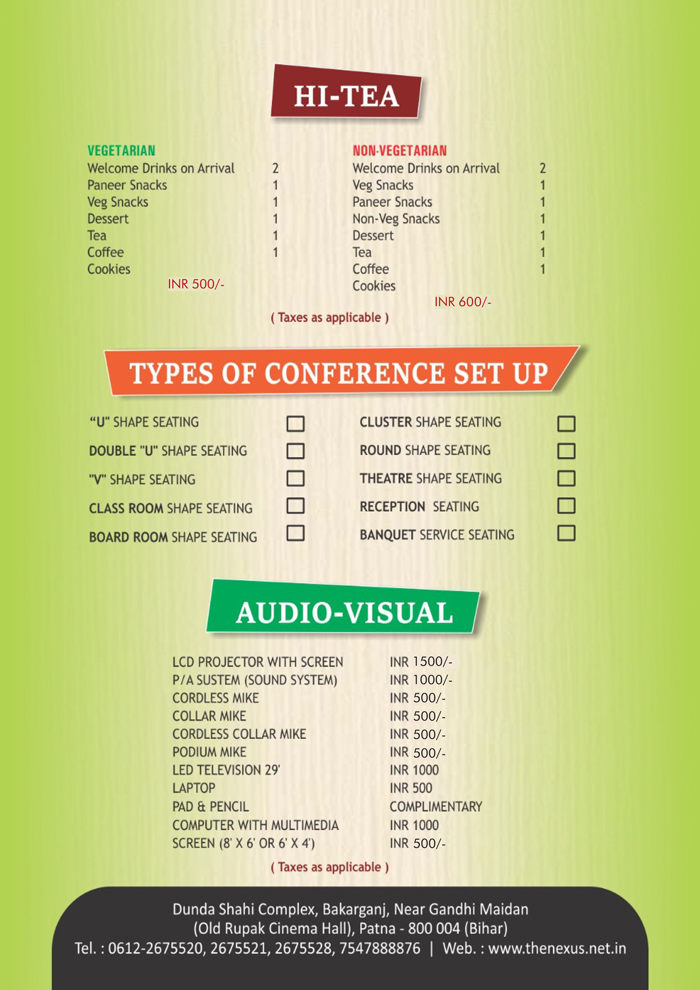 HI-TEA
VEGETARIAN
Welcome Drinks on Arrival 2
Paneer Snacks 1
Veg Snacks 1
Dessert 1
Tea 1
Coffee 1
Cookies
INR 500/-
NON-VEGETARIAN
Welcome Drinks on Arrival 2
Veg Snacks 1
Paneer Snacks 1
Non-Veg Snacks 1
Dessert 1
Tea 1
Coffee 1
Cookies
INR 600/-
( Taxes as applicable )
TYPES OF CONFERENCE SET UP
“U" SHAPE SEATING
DOUBLE "U" SHAPE SEATING
"V" SHAPE SEATING
CLASS ROOM SHAPE SEATING
BOARD ROOM SHAPE SEATING
CLUSTER SHAPE SEATING
ROUND SHAPE SEATING
THEATRE SHAPE SEATING
RECEPTION SEATING
BANQUET SERVICE SEATING
AUDIO-VISUAL
LCD PROJECTOR WITH SCREEN INR 1500/-
P/A SUSTEM (SOUND SYSTEM) INR 1000/-
CORDLESS MIKE INR 500/-
COLLAR MIKE INR 500/-
CORDLESS COLLAR MIKE INR 500/-
PODIUM MIKE INR 500/-
LED TELEVISION 29' INR 1000
LAPTOP INR 500
PAD & PENCIL COMPLIMENTARY
COMPUTER WITH MULTIMEDIA INR 1000
SCREEN (8' X 6' OR 6' X 4') INR 500/-
( Taxes as applicable )
Dunda Shahi Complex, Bakarganj, Near Gandhi Maidan
(Old Rupak Cinema Hall), Patna - 800 004 (Bihar)
Tel. : 0612-2675520, 2675521, 2675528, 7547888876 | Web. : www.thenexus.net.in